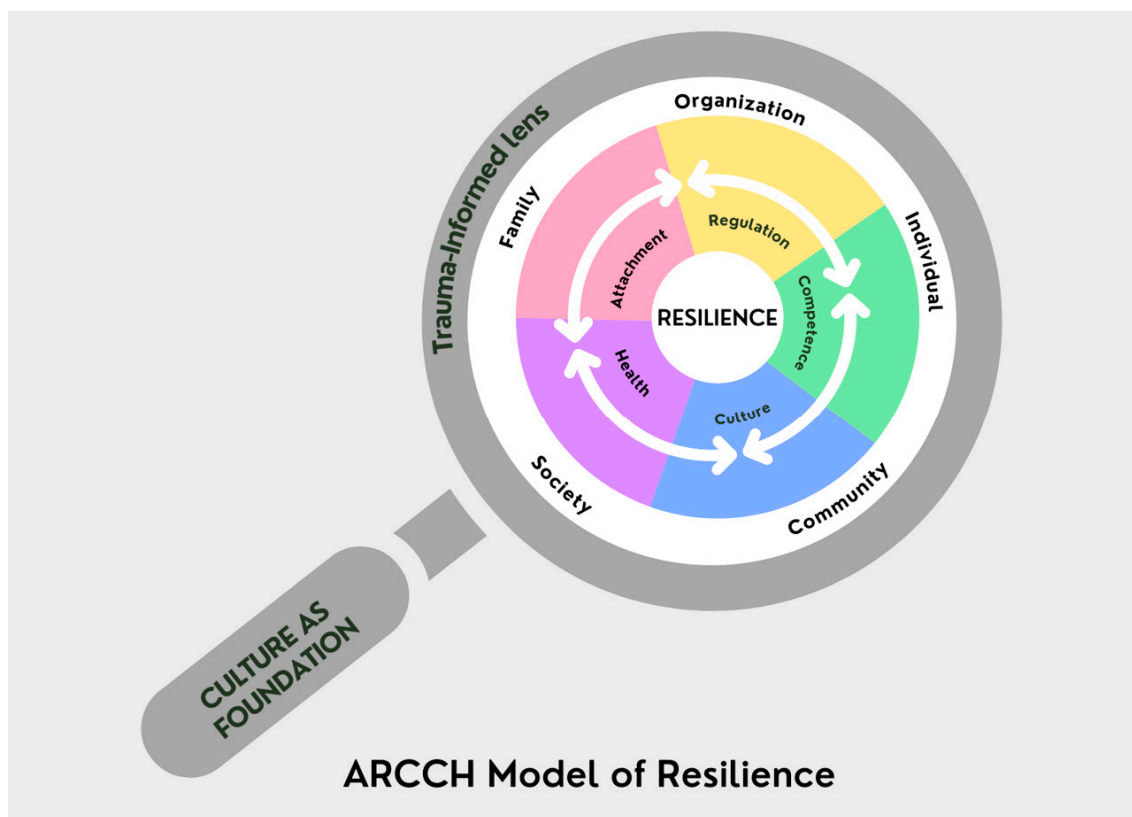 Trauma-Informed lens
Organization
Individual
Community
Society
Family
Attachment
Regulation
Competence
Culture
Health
RESILIENCE
CULTURE AS
FOUNDATION
ARCCH Model of Resilience